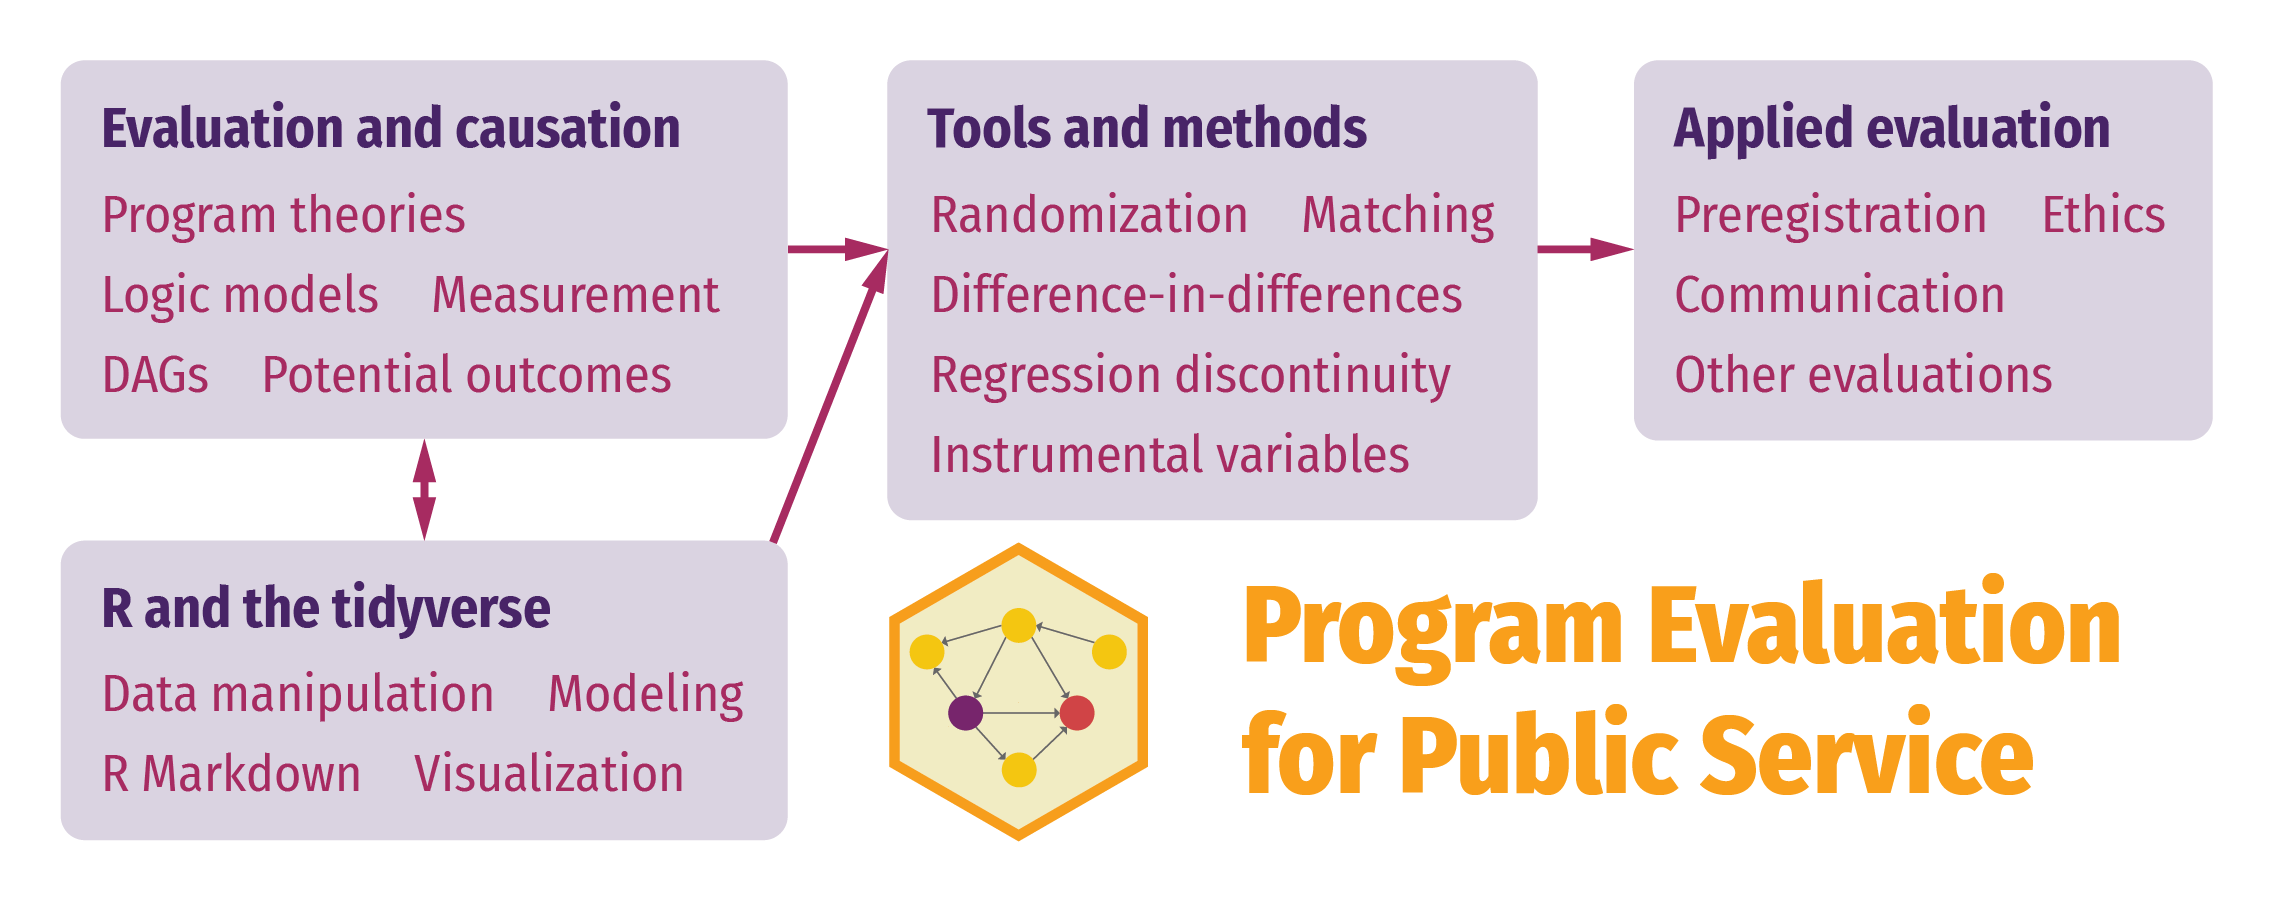 Evaluation and causation
Program theories
Logic models Measurement
DAGs Potential outcomes
R and the tidyverse
Data manipulation Modeling
R Markdown Visualization
Tools and methods
Randomization Matching
Difference-in-differences
Regression discontinuity
Instrumental variables
Applied evaluation
Preregistration Ethics
Communication
Other evaluations
Program Evaluation
for Public Service